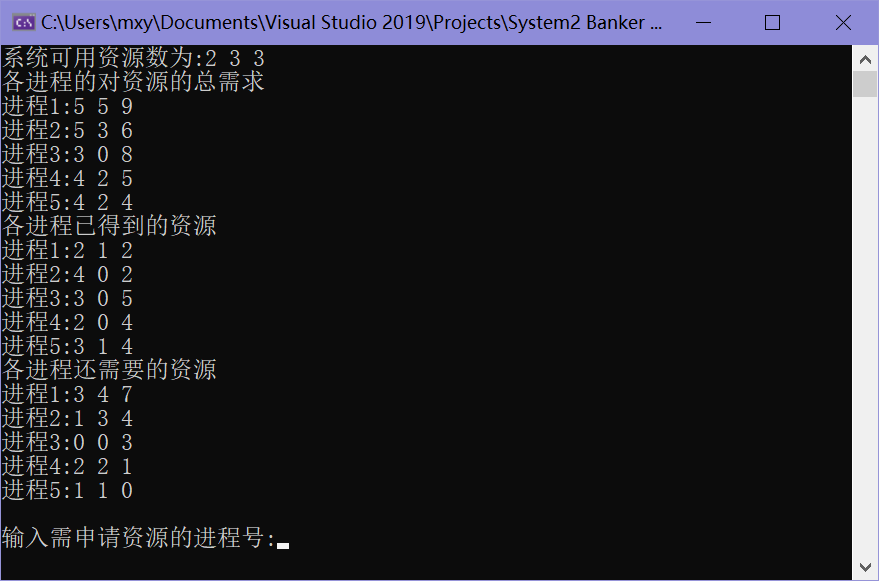 C:\Users\mxy\Documents\Visual Studio 2019\Projects\System2 Banker ...
系统可用资源数为:2 3 3
各进程的对资源的总需求
进程1:5 5 9
进程2:5 3 6
进程3:3 0 8
进程4:4 2 5
进程5:4 2 4
各进程已得到的资源
进程1:2 1 2
进程2:4 0 2
进程3:3 0 5
进程4:2 0 4
进程5:3 1 4
各进程还需要的资源
进程1:3 4 7
进程2:1 3 4
进程3:0 0 3
进程4:2 2 1
进程5:1 1 0
输入需申请资源的进程号: